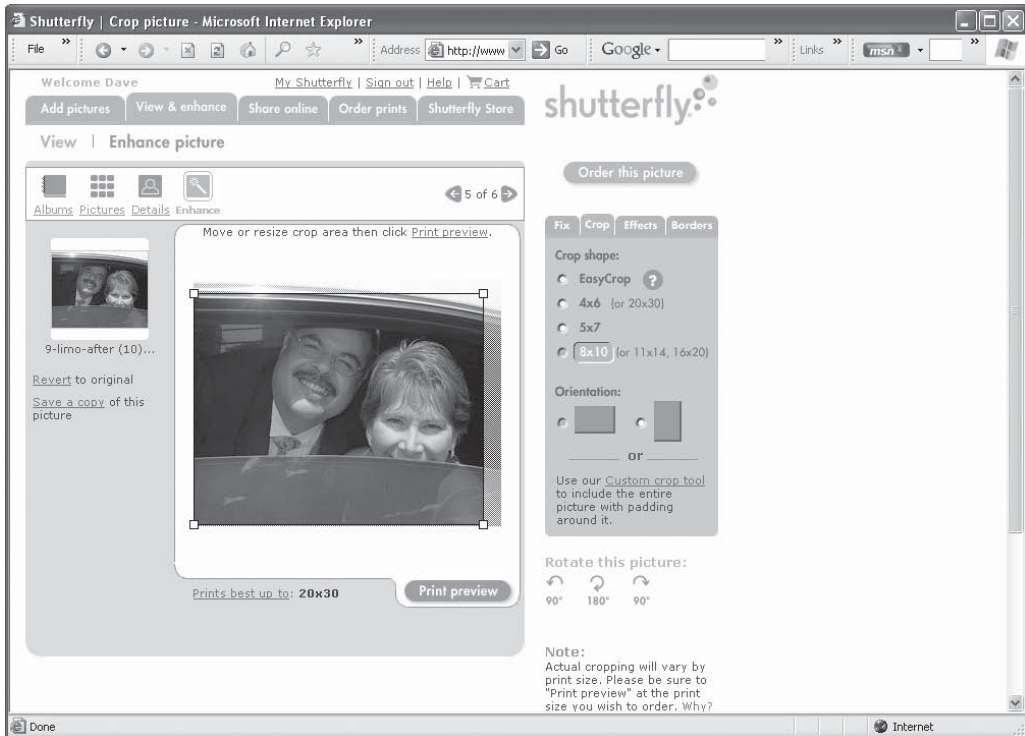 Shutterfly | Crop picture - Microsoft Internet Explorer
File » » Address http://www Go Google » Links » msn »
Welcome Dave My Shutterfly | Sign out | Help | Cart
Add pictures View & enhance Share online Order prints Shutterfly Store
shutterfly
View | Enhance picture
Order this picture
5 of 6
Albums Pictures Details Enhance
Move or resize crop area then click Print preview.
9-limo-after (10)...
Revert to original
Save a copy of this
picture
Prints best up to: 20x30
Print preview
Fix Crop Effects Borders
Crop shape:
EasyCrop ?
4x6 (or 20x30)
5x7
8x10 (or 11x14, 16x20)
Orientation:
or
Use our Custom crop tool
to include the entire
picture with padding
around it.
Rotate this picture:
90° 180° 90°
Note:
Actual cropping will vary by
print size. Please be sure to
"Print preview" at the print
size you wish to order. Why?
Done Internet